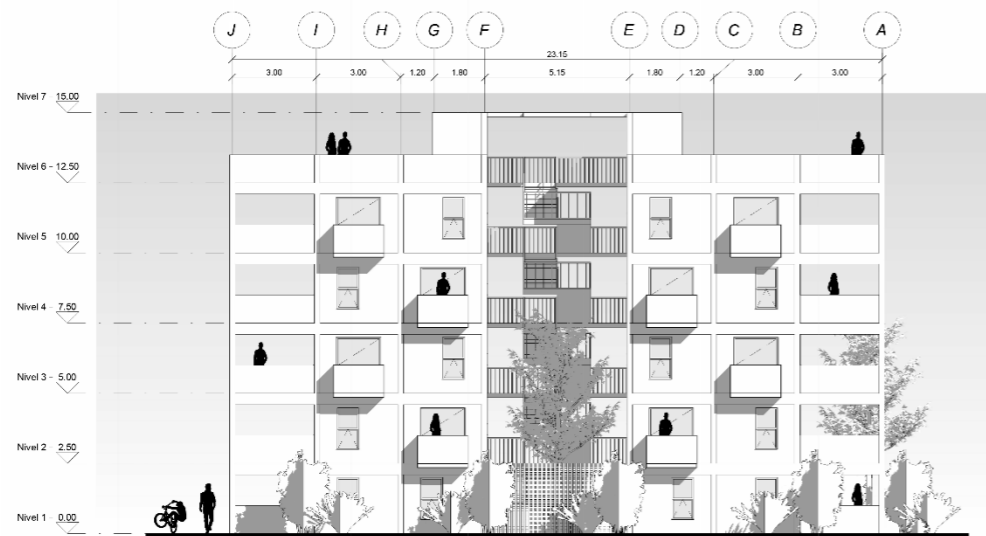 J I H G F E D C B A
23.15
3.00 3.00 1.20 1.80 5.15 1.80 1.20 3.00 3.00
Nivel 7 - 15.00
Nivel 6 - 12.50
Nivel 5 10.00
Nivel 4 7.50
Nivel 3 - 5.00
Nivel 2 2.50
Nivel 1 - 0.00